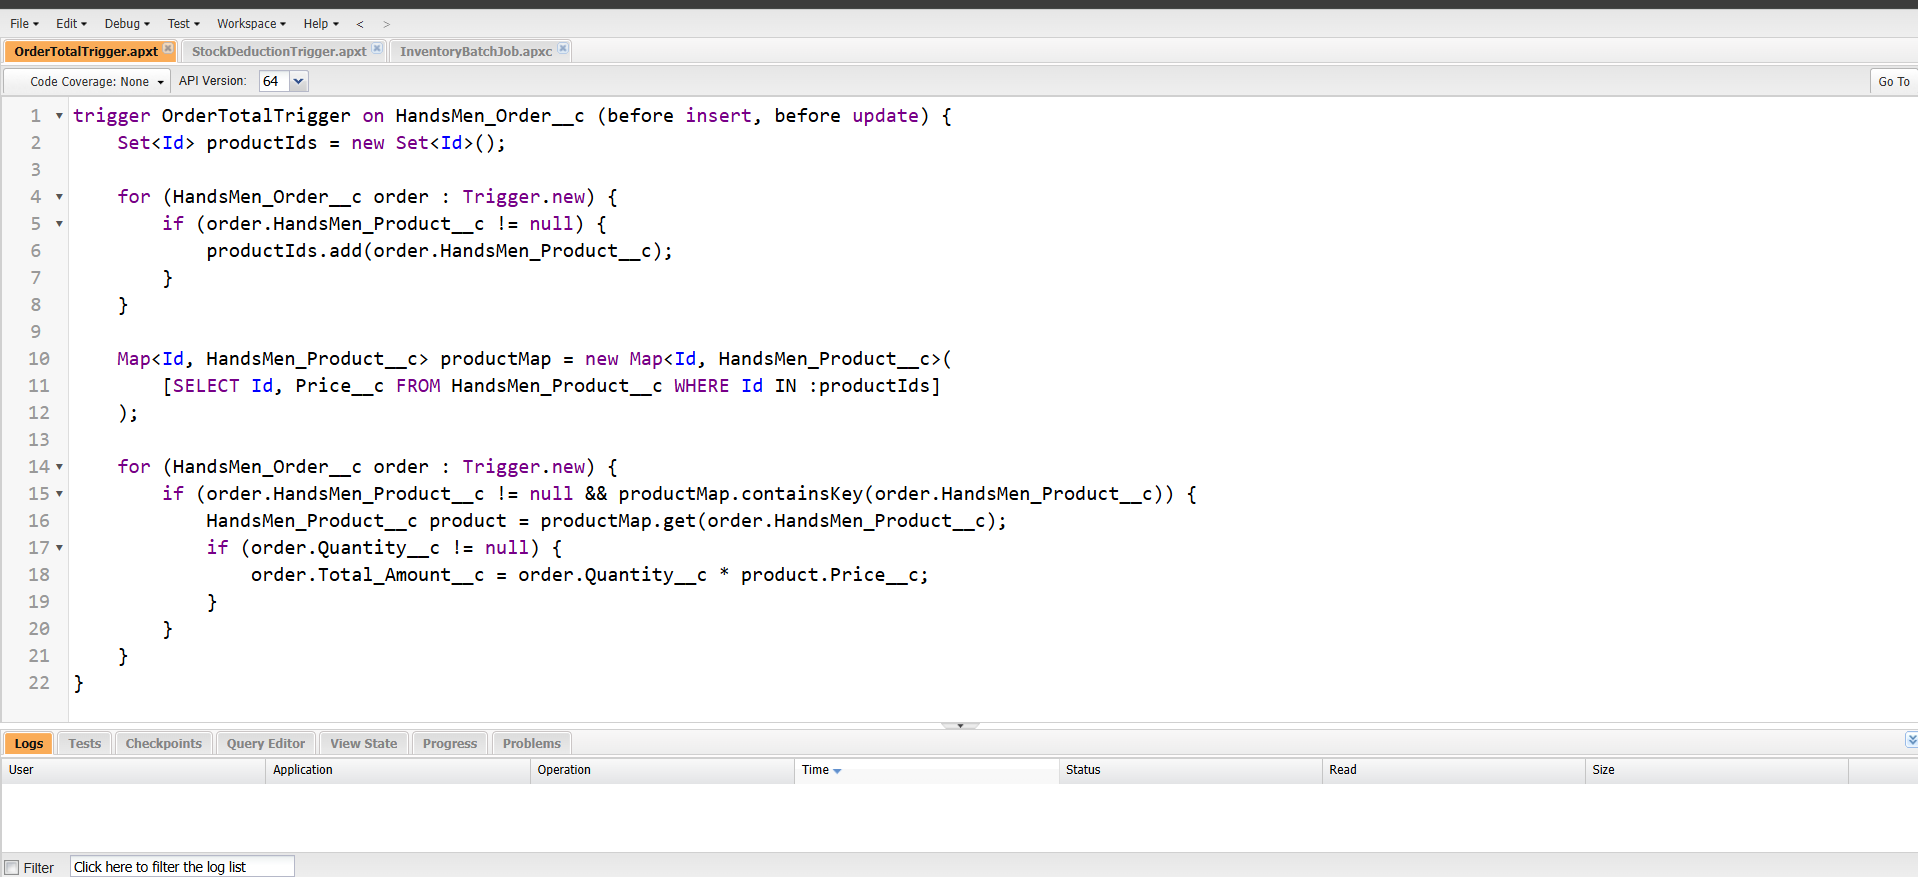 File Edit Debug Test Workspace Help < >
OrderTotalTrigger.apxt StockDeductionTrigger.apxt InventoryBatchJob.apxc
Code Coverage: None API Version: 64 Go To
1 trigger OrderTotalTrigger on HandsMen_Order__c (before insert, before update) {
2     Set<Id> productIds = new Set<Id>();
3
4     for (HandsMen_Order__c order : Trigger.new) {
5         if (order.HandsMen_Product__c != null) {
6             productIds.add(order.HandsMen_Product__c);
7         }
8     }
9
10     Map<Id, HandsMen_Product__c> productMap = new Map<Id, HandsMen_Product__c>(
11         [SELECT Id, Price__c FROM HandsMen_Product__c WHERE Id IN :productIds]
12     );
13
14     for (HandsMen_Order__c order : Trigger.new) {
15         if (order.HandsMen_Product__c != null && productMap.containsKey(order.HandsMen_Product__c)) {
16             HandsMen_Product__c product = productMap.get(order.HandsMen_Product__c);
17             if (order.Quantity__c != null) {
18                 order.Total_Amount__c = order.Quantity__c * product.Price__c;
19             }
20         }
21     }
22 }
Logs Tests Checkpoints Query Editor View State Progress Problems
User Application Operation Time Status Read Size
Filter Click here to filter the log list